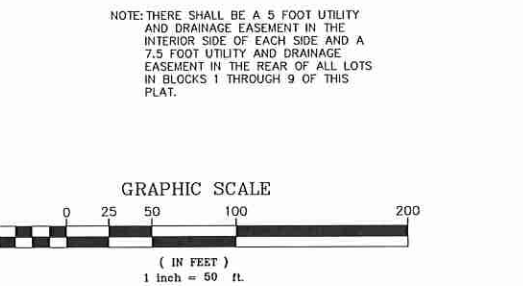 NOTE: THERE SHALL BE A 5 FOOT UTILITY
AND DRAINAGE EASEMENT IN THE
INTERIOR SIDE OF EACH SIDE AND A
7.5 FOOT UTILITY AND DRAINAGE
EASEMENT IN THE REAR OF ALL LOTS
IN BLOCKS 1 THROUGH 9 OF THIS
PLAT.
GRAPHIC SCALE
0 25 50 100 200
( IN FEET )
1 inch = 50 ft.